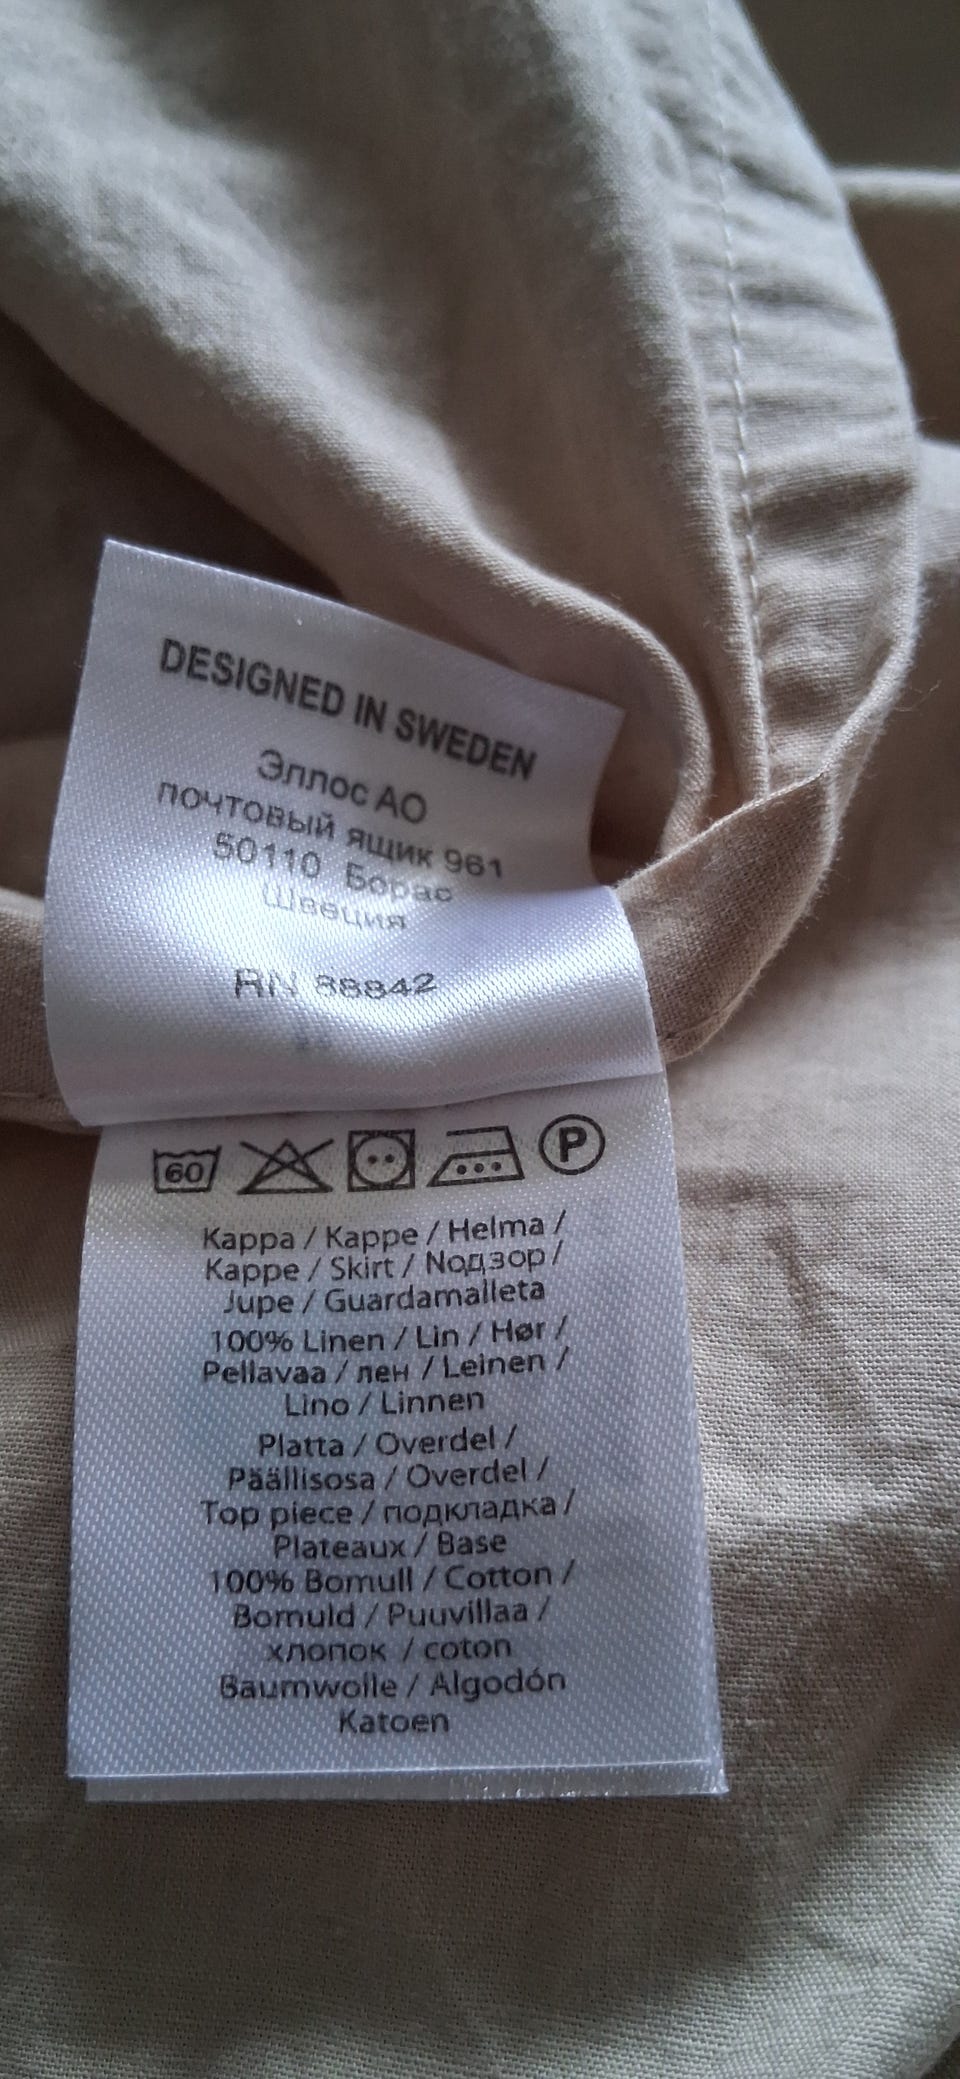 DESIGNED IN SWEDEN
Эллос АО
почтовый ящик 961
50110 Борас
Швеция
RN 88842
60 P
Kappa / Kappe / Helma /
Kappe / Skirt / Nодзор /
Jupe / Guardamalleta
100% Linen / Lin / Hør /
Pellavaa / лен / Leinen /
Lino / Linnen
Platta / Overdel /
Päällisosa / Overdel /
Top piece / подкладка /
Plateaux / Base
100% Bomull / Cotton /
Bomuld / Puuvillaa /
хлопок / coton
Baumwolle / Algodón
Katoen